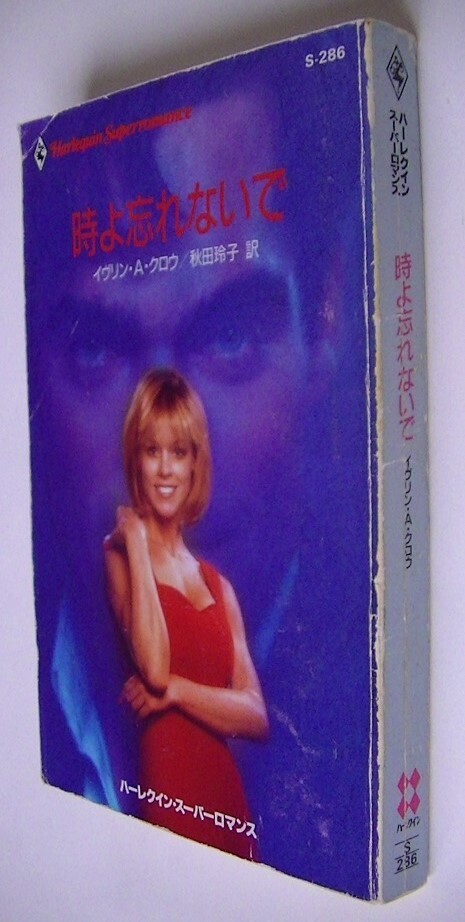 S-286
Harlequin Superromance
時よ忘れないで
イヴリン・A・クロウ/秋田玲子 訳
ハーレクイン・スーパーロマンス
ハーレクイン・
スーパーロマンス・
時よ忘れないで
イヴリン・A・クロウ
ハーレクイン
S
286